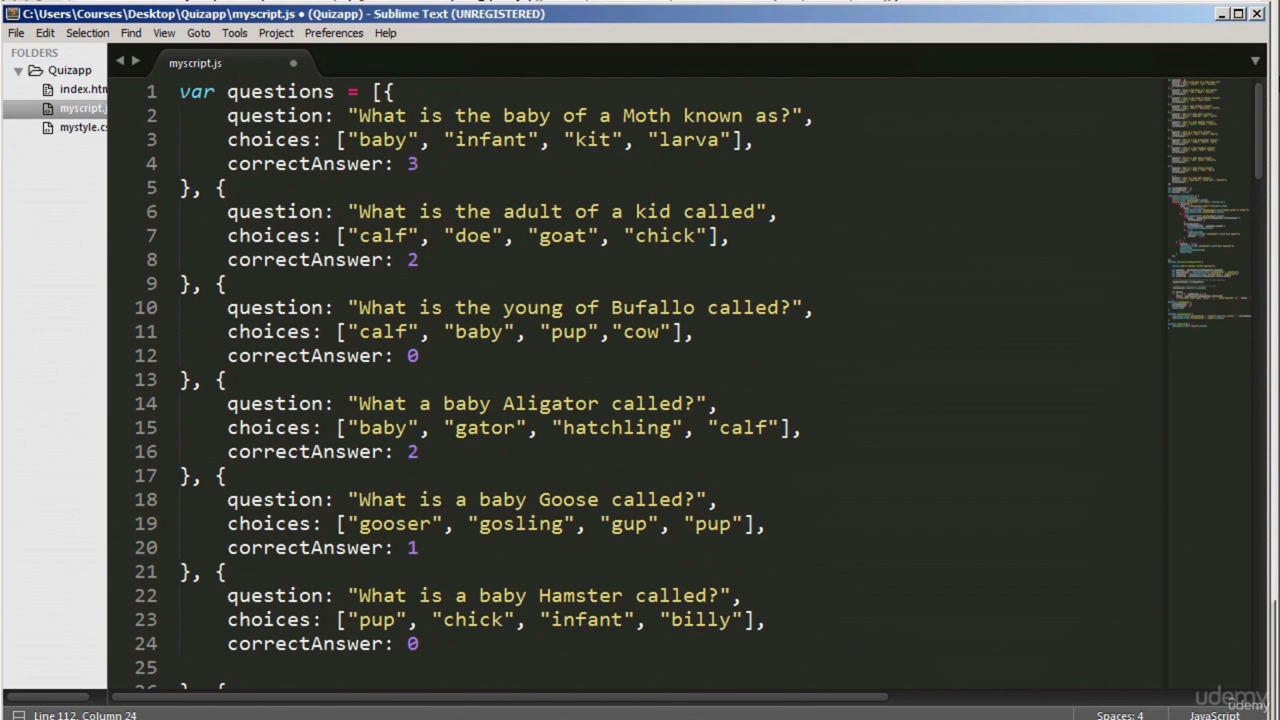 C:\Users\Courses\Desktop\Quizapp\myscript.js • (Quizapp) - Sublime Text (UNREGISTERED)
File Edit Selection Find View Goto Tools Project Preferences Help
FOLDERS
Quizapp
index.htm
myscript.j
mystyle.cs
myscript.js
1 var questions = [{
2 question: "What is the baby of a Moth known as?",
3 choices: ["baby", "infant", "kit", "larva"],
4 correctAnswer: 3
5 }, {
6 question: "What is the adult of a kid called",
7 choices: ["calf", "doe", "goat", "chick"],
8 correctAnswer: 2
9 }, {
10 question: "What is the young of Bufallo called?",
11 choices: ["calf", "baby", "pup","cow"],
12 correctAnswer: 0
13 }, {
14 question: "What a baby Aligator called?",
15 choices: ["baby", "gator", "hatchling", "calf"],
16 correctAnswer: 2
17 }, {
18 question: "What is a baby Goose called?",
19 choices: ["gooser", "gosling", "gup", "pup"],
20 correctAnswer: 1
21 }, {
22 question: "What is a baby Hamster called?",
23 choices: ["pup", "chick", "infant", "billy"],
24 correctAnswer: 0
25
26 }, {
Line 112, Column 24
Spaces: 4
JavaScript
udemy
udemy